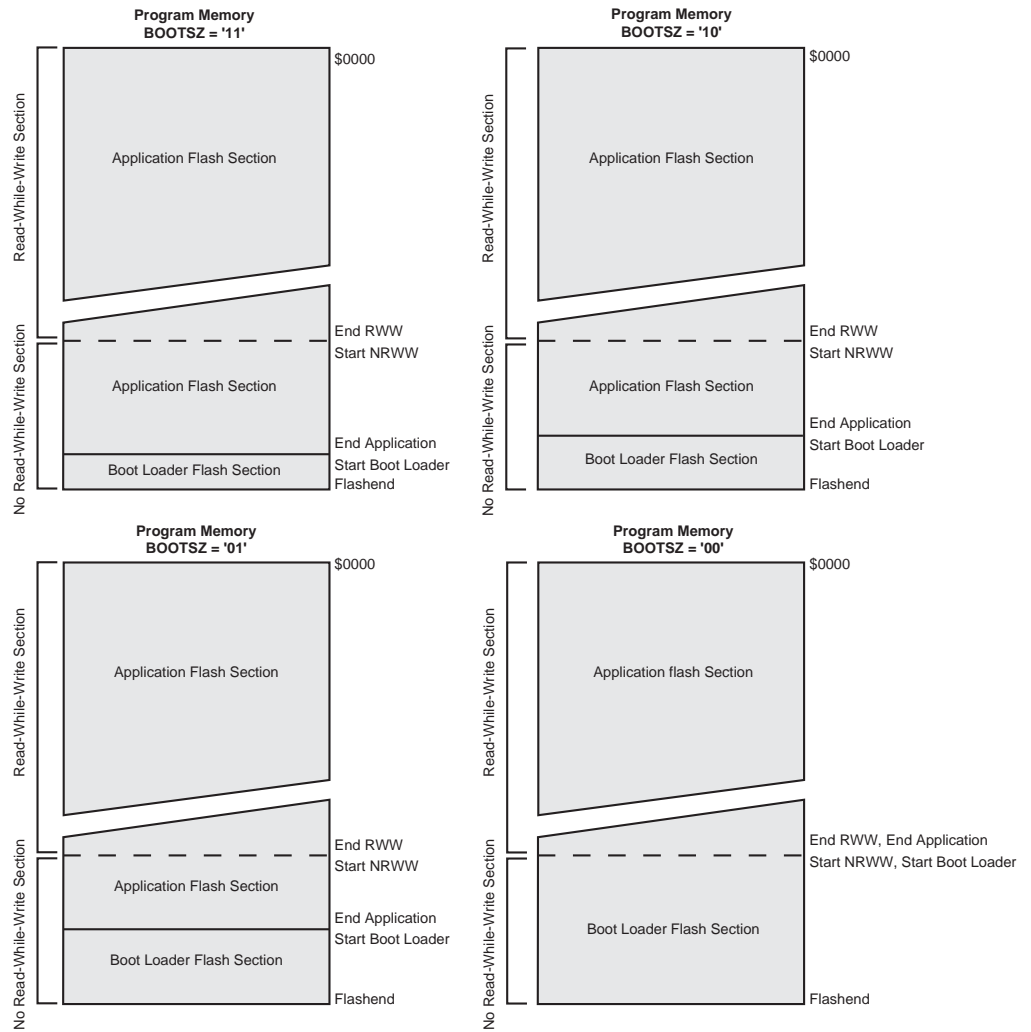 Program Memory
BOOTSZ = '11'
$0000
Read-While-Write Section
Application Flash Section
End RWW
Start NRWW
No Read-While-Write Section
Application Flash Section
End Application
Start Boot Loader
Boot Loader Flash Section
Flashend
Program Memory
BOOTSZ = '10'
$0000
Read-While-Write Section
Application Flash Section
End RWW
Start NRWW
No Read-While-Write Section
Application Flash Section
End Application
Start Boot Loader
Boot Loader Flash Section
Flashend
Program Memory
BOOTSZ = '01'
$0000
Read-While-Write Section
Application Flash Section
End RWW
Start NRWW
No Read-While-Write Section
Application Flash Section
End Application
Start Boot Loader
Boot Loader Flash Section
Flashend
Program Memory
BOOTSZ = '00'
$0000
Read-While-Write Section
Application flash Section
End RWW, End Application
Start NRWW, Start Boot Loader
No Read-While-Write Section
Boot Loader Flash Section
Flashend